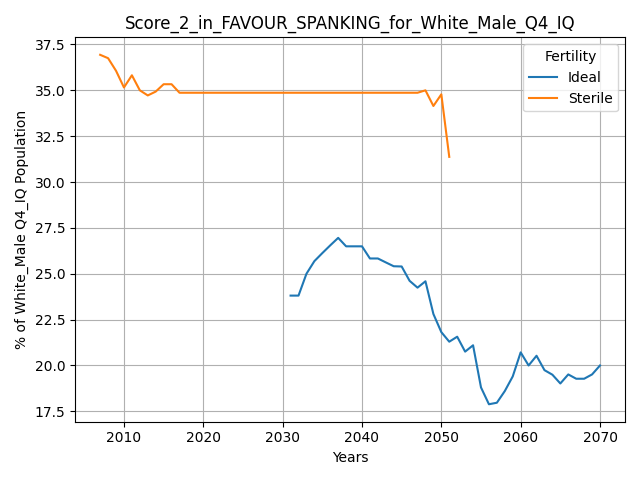 Score_2_in_FAVOUR_SPANKING_for_White_Male_Q4_IQ
37.5
35.0
32.5
30.0
27.5
25.0
22.5
20.0
17.5
% of White_Male Q4_IQ Population
Fertility
Ideal
Sterile
2010 2020 2030 2040 2050 2060 2070
Years